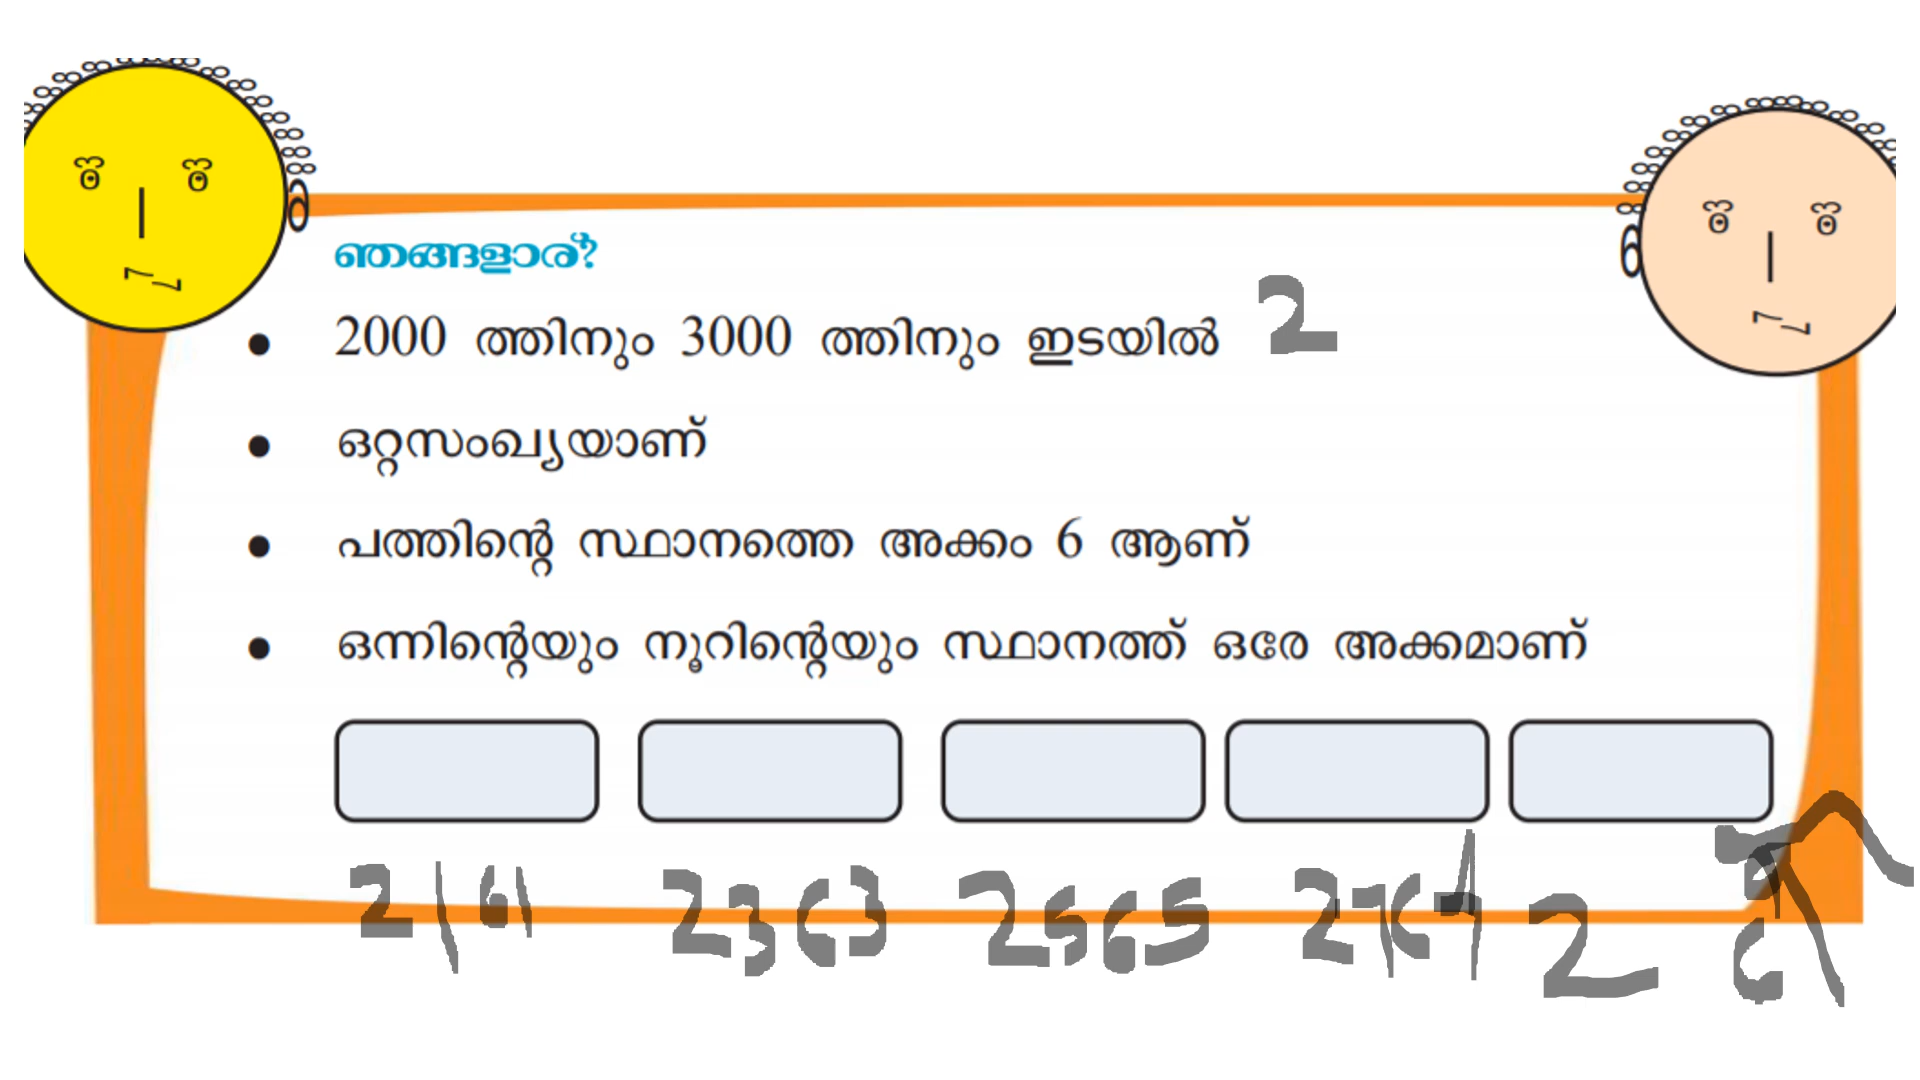 ഞങ്ങളാര്?
• 2000 ത്തിനും 3000 ത്തിനും ഇടയിൽ 2
• ഒറ്റസംഖ്യയാണ്
• പത്തിന്റെ സ്ഥാനത്തെ അക്കം 6 ആണ്
• ഒന്നിന്റെയും നൂറിന്റെയും സ്ഥാനത്ത് ഒരേ അക്കമാണ്
2161 2363 2565 2767 2